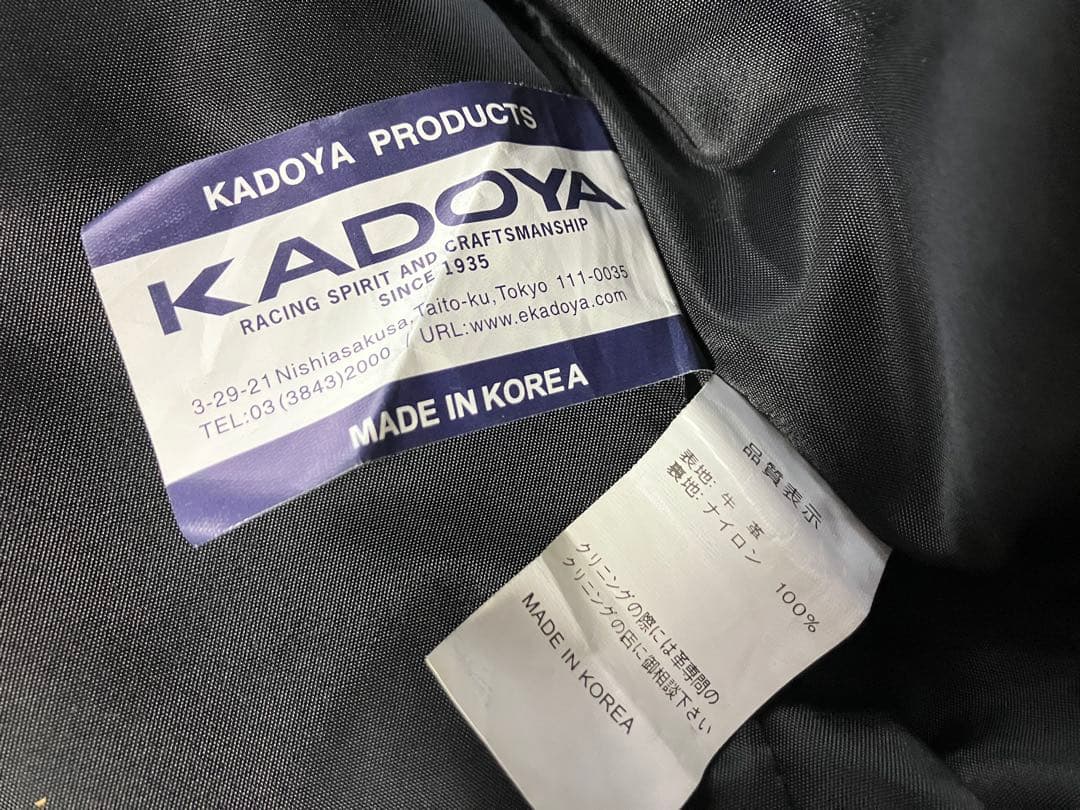 KADOYA PRODUCTS
KADOYA
RACING SPIRIT AND CRAFTSMANSHIP
SINCE 1935
3-29-21 Nishiasakusa, Taito-ku, Tokyo 111-0035
TEL:03(3843)2000 / URL:www.ekadoya.com
MADE IN KOREA
品質表示
表地: 牛 革
裏地: ナイロン 100%
クリニングの際には革専問の
クリニングの店に御相談下さい
MADE IN KOREA